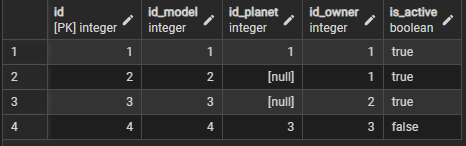 id id_model id_planet id_owner is_active
[PK] integer integer integer integer boolean
1 1 1 1 1 true
2 2 2 [null] 1 true
3 3 3 [null] 2 true
4 4 4 3 3 false